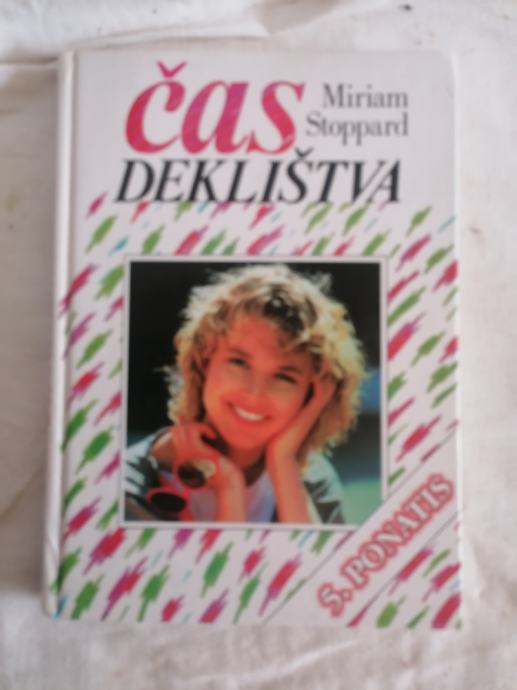 čas
Miriam
Stoppard
DEKLIŠTVA
5. PONATIS